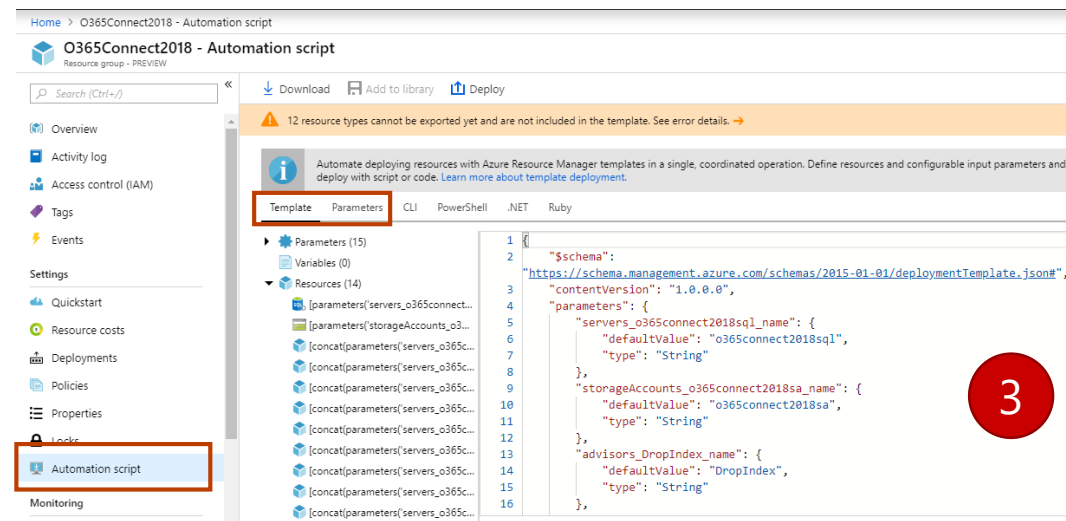 Home > O365Connect2018 - Automation script
O365Connect2018 - Automation script
Resource group - PREVIEW
Search (Ctrl+/)
«
Overview
Activity log
Access control (IAM)
Tags
Events
Settings
Quickstart
Resource costs
Deployments
Policies
Properties
Locks
Automation script
Monitoring
Download Add to library Deploy
12 resource types cannot be exported yet and are not included in the template. See error details. →
Automate deploying resources with Azure Resource Manager templates in a single, coordinated operation. Define resources and configurable input parameters and
deploy with script or code. Learn more about template deployment.
Template Parameters CLI PowerShell .NET Ruby
Parameters (15)
Variables (0)
Resources (14)
[parameters('servers_o365connect...
[parameters('storageAccounts_o3...
[concat(parameters('servers_o365c...
[concat(parameters('servers_o365c...
[concat(parameters('servers_o365c...
[concat(parameters('servers_o365c...
[concat(parameters('servers_o365c...
[concat(parameters('servers_o365c...
[concat(parameters('servers_o365c...
[concat(parameters('servers_o365c...
[concat(parameters('servers_o365c...
1 {
2 "$schema":
"https://schema.management.azure.com/schemas/2015-01-01/deploymentTemplate.json#",
3 "contentVersion": "1.0.0.0",
4 "parameters": {
5 "servers_o365connect2018sql_name": {
6 "defaultValue": "o365connect2018sql",
7 "type": "String"
8 },
9 "storageAccounts_o365connect2018sa_name": {
10 "defaultValue": "o365connect2018sa",
11 "type": "String"
12 },
13 "advisors_DropIndex_name": {
14 "defaultValue": "DropIndex",
15 "type": "String"
16 },
3